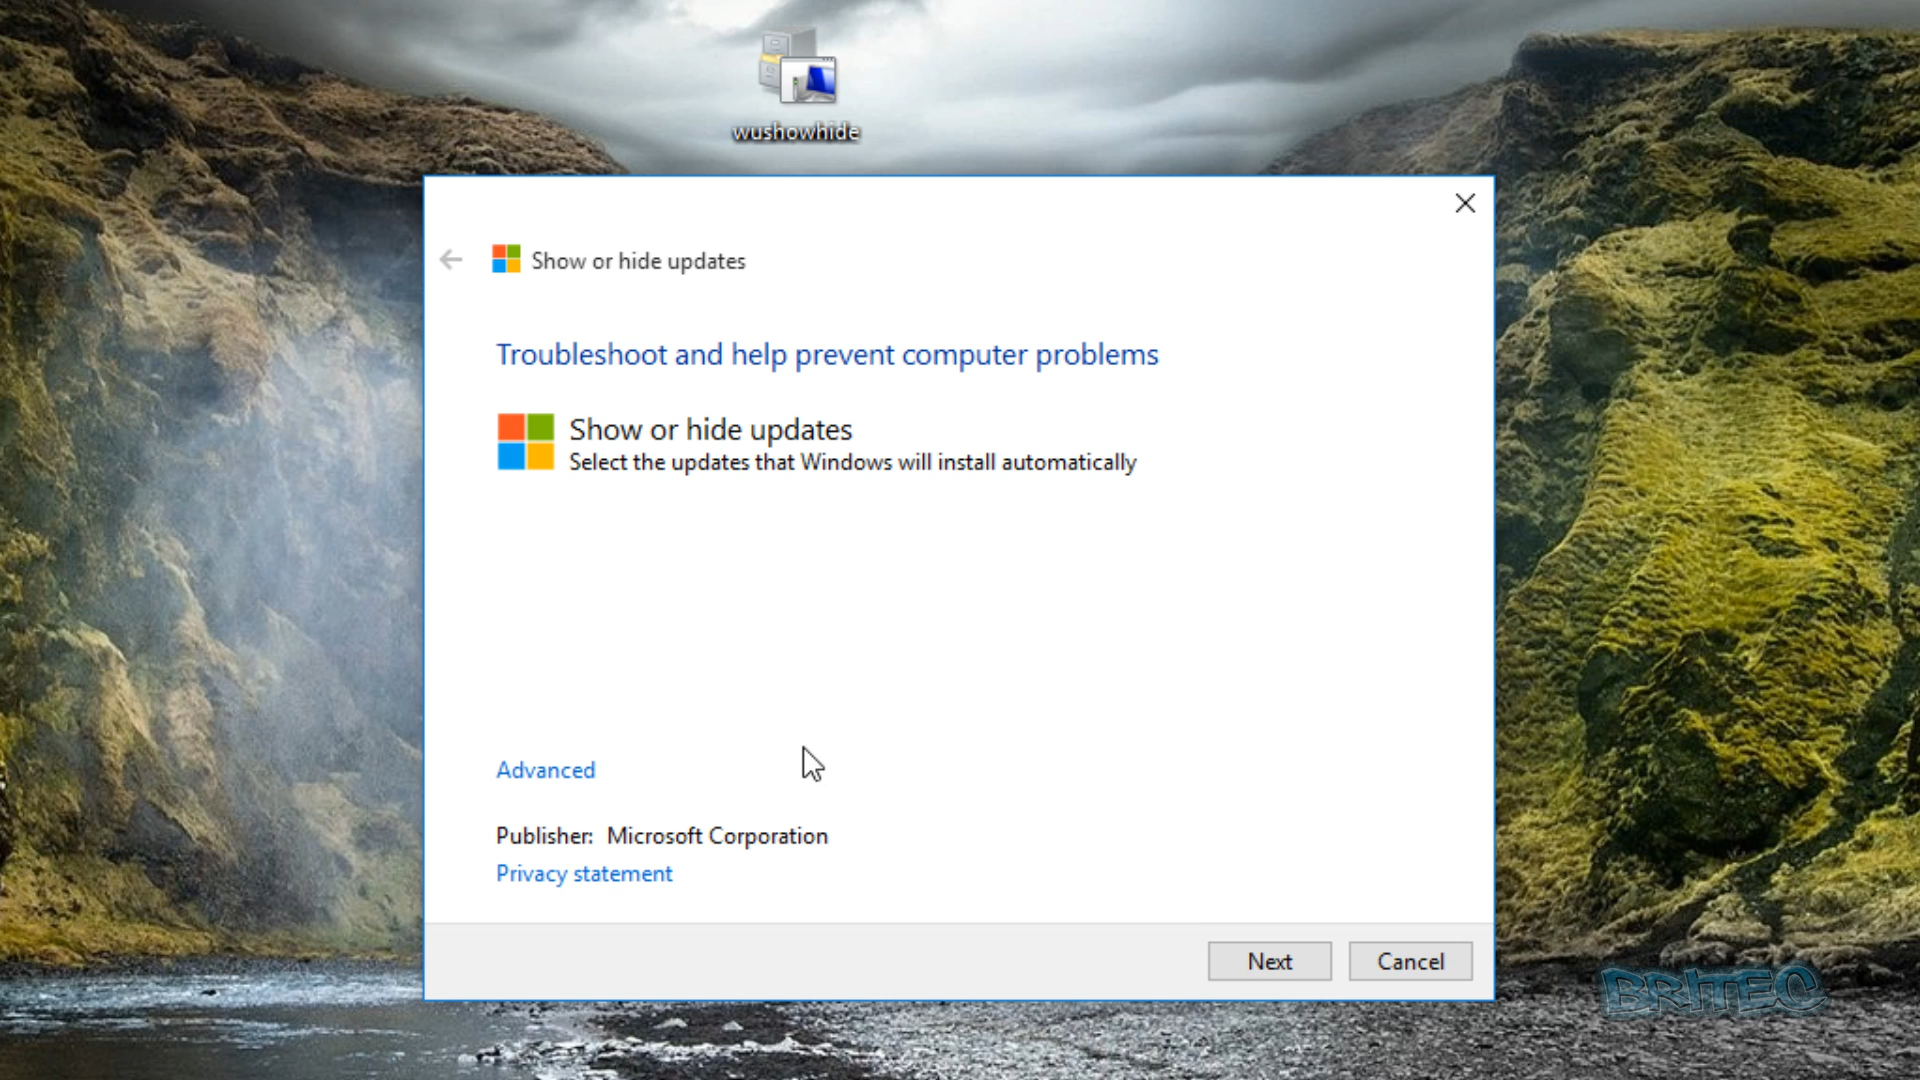 wushowhide
Show or hide updates
Troubleshoot and help prevent computer problems
Show or hide updates
Select the updates that Windows will install automatically
Advanced
Publisher: Microsoft Corporation
Privacy statement
Next
Cancel
BRITEC